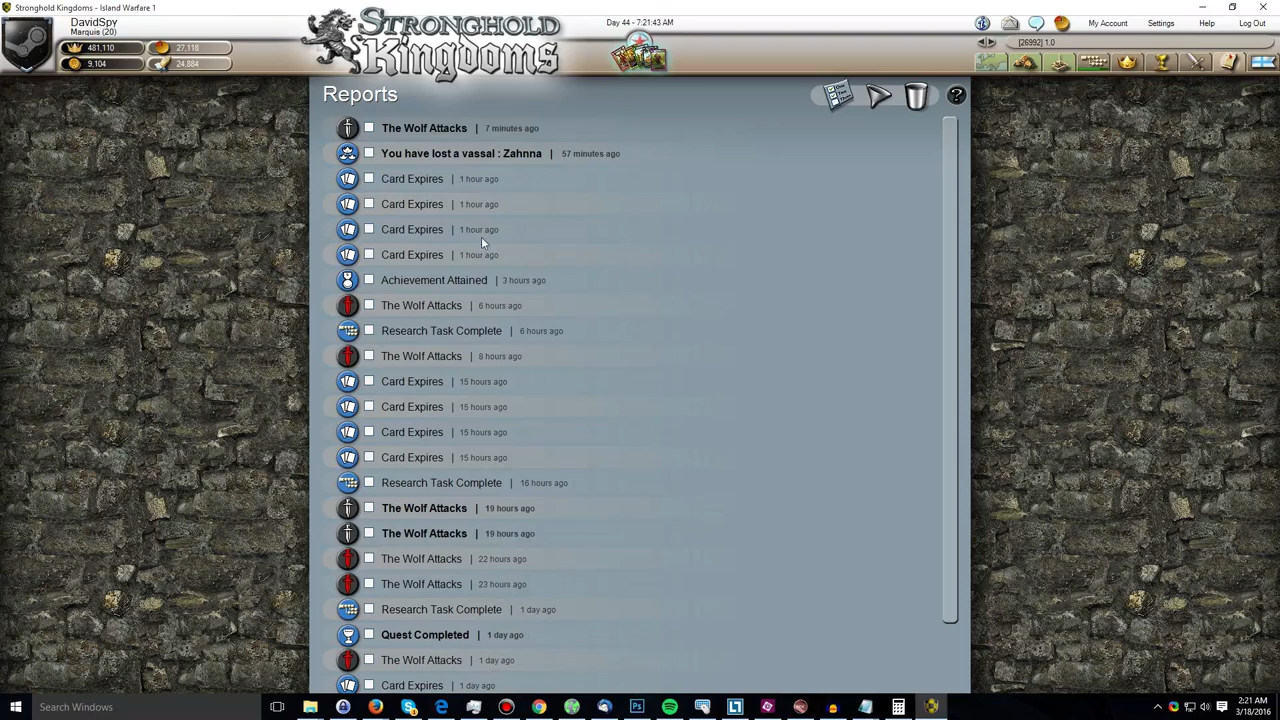 Stronghold Kingdoms - Island Warfare 1
DavidSpy
Marquis (20)
481,110
27,118
9,104
24,884
STRONGHOLD
Kingdoms
Day 44 - 7:21:43 AM
My Account
Settings
Help
Log Out
[26992] 1.0
Reports
The Wolf Attacks | 7 minutes ago
You have lost a vassal : Zahnna | 57 minutes ago
Card Expires | 1 hour ago
Card Expires | 1 hour ago
Card Expires | 1 hour ago
Card Expires | 1 hour ago
Achievement Attained | 3 hours ago
The Wolf Attacks | 6 hours ago
Research Task Complete | 6 hours ago
The Wolf Attacks | 8 hours ago
Card Expires | 15 hours ago
Card Expires | 15 hours ago
Card Expires | 15 hours ago
Card Expires | 15 hours ago
Research Task Complete | 16 hours ago
The Wolf Attacks | 19 hours ago
The Wolf Attacks | 19 hours ago
The Wolf Attacks | 22 hours ago
The Wolf Attacks | 23 hours ago
Research Task Complete | 1 day ago
Quest Completed | 1 day ago
The Wolf Attacks | 1 day ago
Card Expires | 1 day ago
Search Windows
2:21 AM
3/18/2016